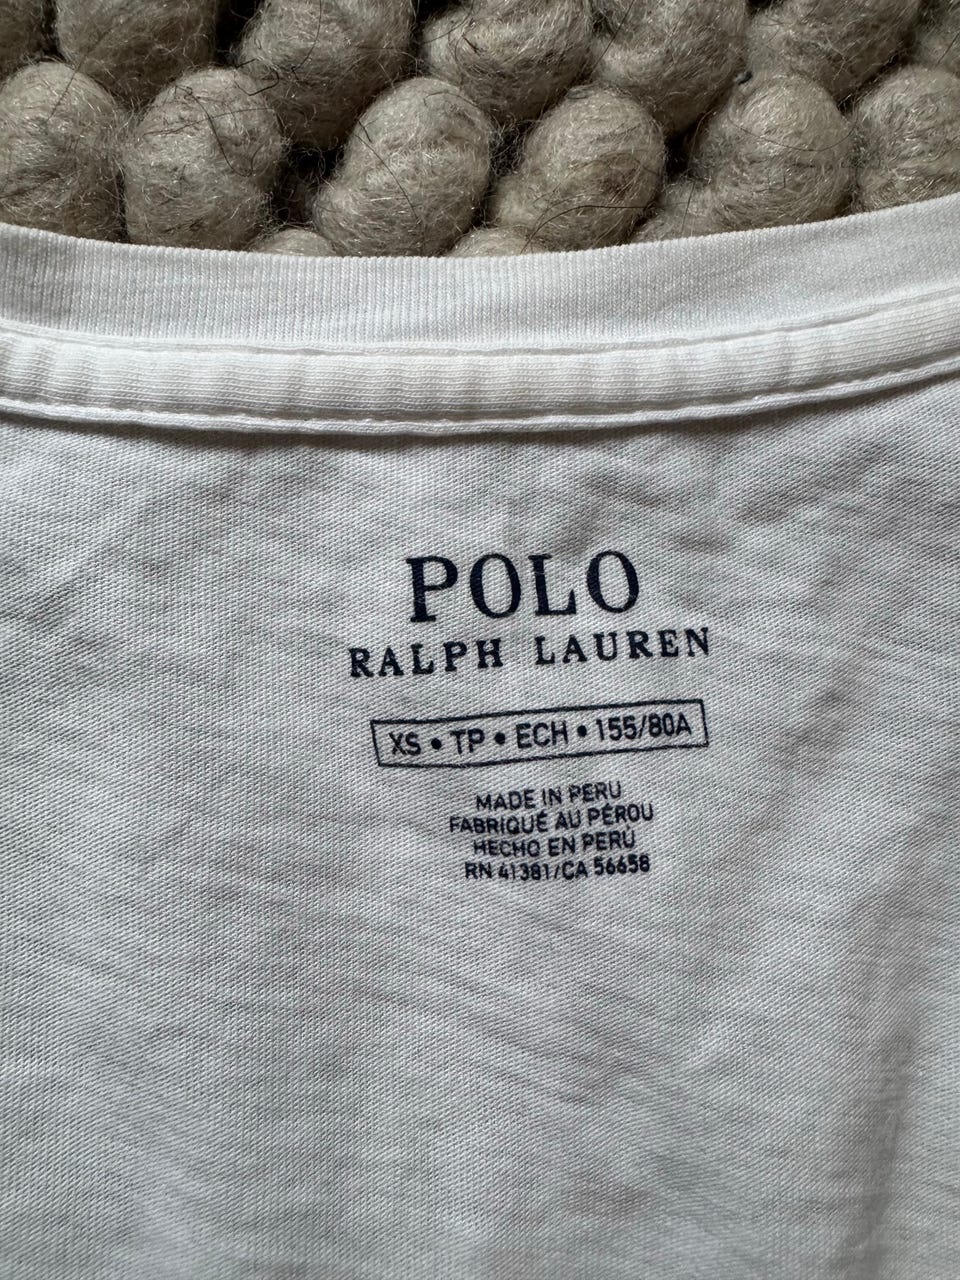 POLO
RALPH LAUREN
XS • TP • ECH • 155/80A
MADE IN PERU
FABRIQUÉ AU PÉROU
HECHO EN PERÚ
RN 41381/CA 56658